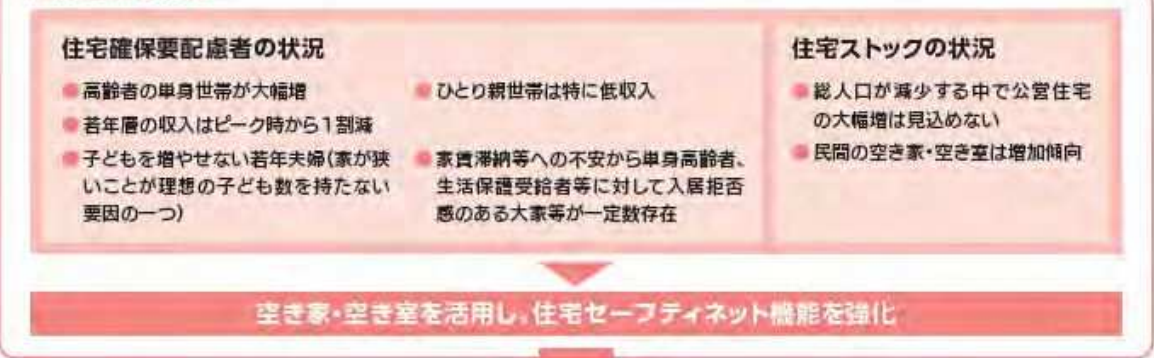 住宅確保要配慮者の状況
●高齢者の単身世帯が大幅増
●若年層の収入はピーク時から1割減
●子どもを増やせない若年夫婦(家が狭
いことが理想の子ども数を持たない
要因の一つ)
●ひとり親世帯は特に低収入
●家賃滞納等への不安から単身高齢者、
生活保護受給者等に対して入居拒否
感のある大家等が一定数存在
住宅ストックの状況
●総人口が減少する中で公営住宅
の大幅増は見込めない
●民間の空き家・空き室は増加傾向
空き家・空き室を活用し、住宅セーフティネット機能を強化